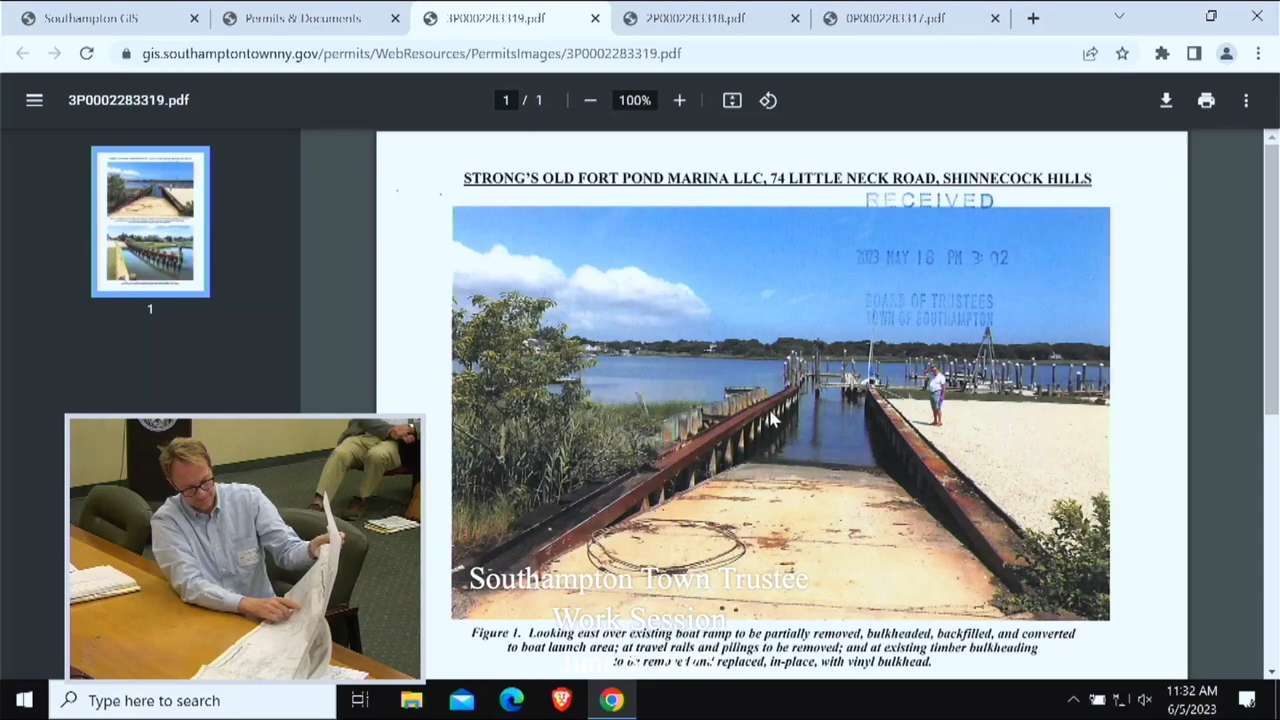 Southampton GIS
Permits & Documents
3P0002283319.pdf
2P0002283318.pdf
0P0002283317.pdf
gis.southamptontownny.gov/permits/WebResources/PermitsImages/3P0002283319.pdf
3P0002283319.pdf
1 / 1
100%
1
STRONG'S OLD FORT POND MARINA LLC, 74 LITTLE NECK ROAD, SHINNECOCK HILLS
RECEIVED
2023 MAY 18 PM 3:02
BOARD OF TRUSTEES
TOWN OF SOUTHAMPTON
Southampton Town Trustee
Work Session
Figure 1. Looking east over existing boat ramp to be partially removed, bulkheaded, backfilled, and converted
to boat launch area; at travel rails and pilings to be removed; and at existing timber bulkheading
to be removed and replaced, in-place, with vinyl bulkhead.
Type here to search
11:32 AM
6/5/2023